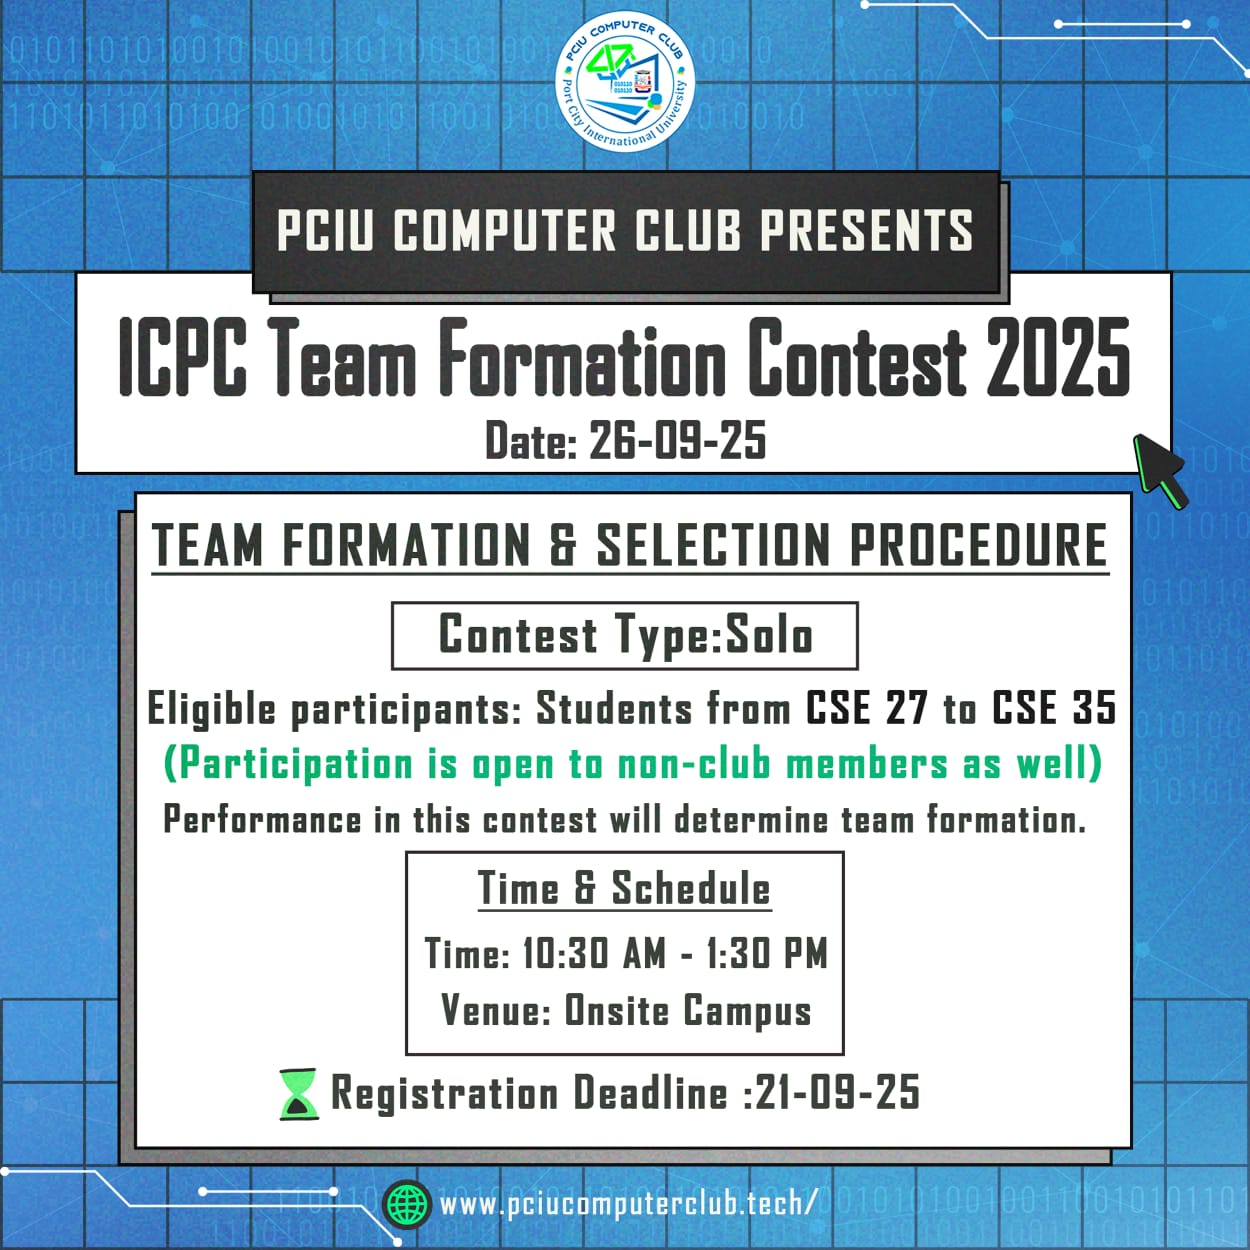 PCIU COMPUTER CLUB
Port City International University
PCIU COMPUTER CLUB PRESENTS
ICPC Team Formation Contest 2025
Date: 26-09-25
TEAM FORMATION & SELECTION PROCEDURE
Contest Type:Solo
Eligible participants: Students from CSE 27 to CSE 35
(Participation is open to non-club members as well)
Performance in this contest will determine team formation.
Time & Schedule
Time: 10:30 AM - 1:30 PM
Venue: Onsite Campus
Registration Deadline :21-09-25
www.pciucomputerclub.tech/